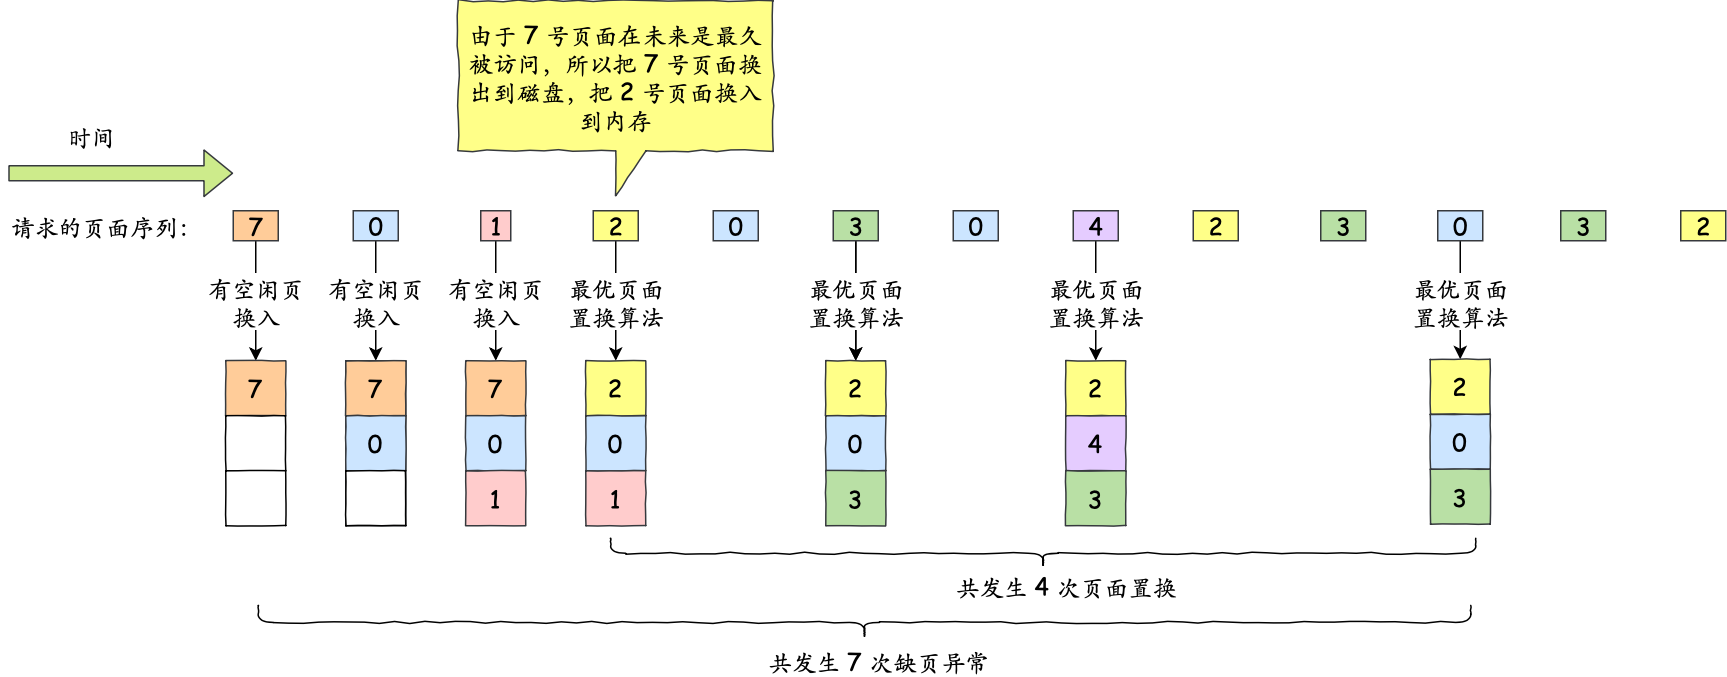 由于 7 号页面在未来是最久
被访问，所以把 7 号页面换
出到磁盘，把 2 号页面换入
到内存
时间
请求的页面序列: 7 0 1 2 0 3 0 4 2 3 0 3 2
有空闲页 有空闲页 有空闲页 最优页面 最优页面 最优页面 最优页面
换入 换入 换入 置换算法 置换算法 置换算法 置换算法
7 7 7 2 2 2 2
0 0 0 0 4 0
1 1 3 3 3
共发生 4 次页面置换
共发生 7 次缺页异常